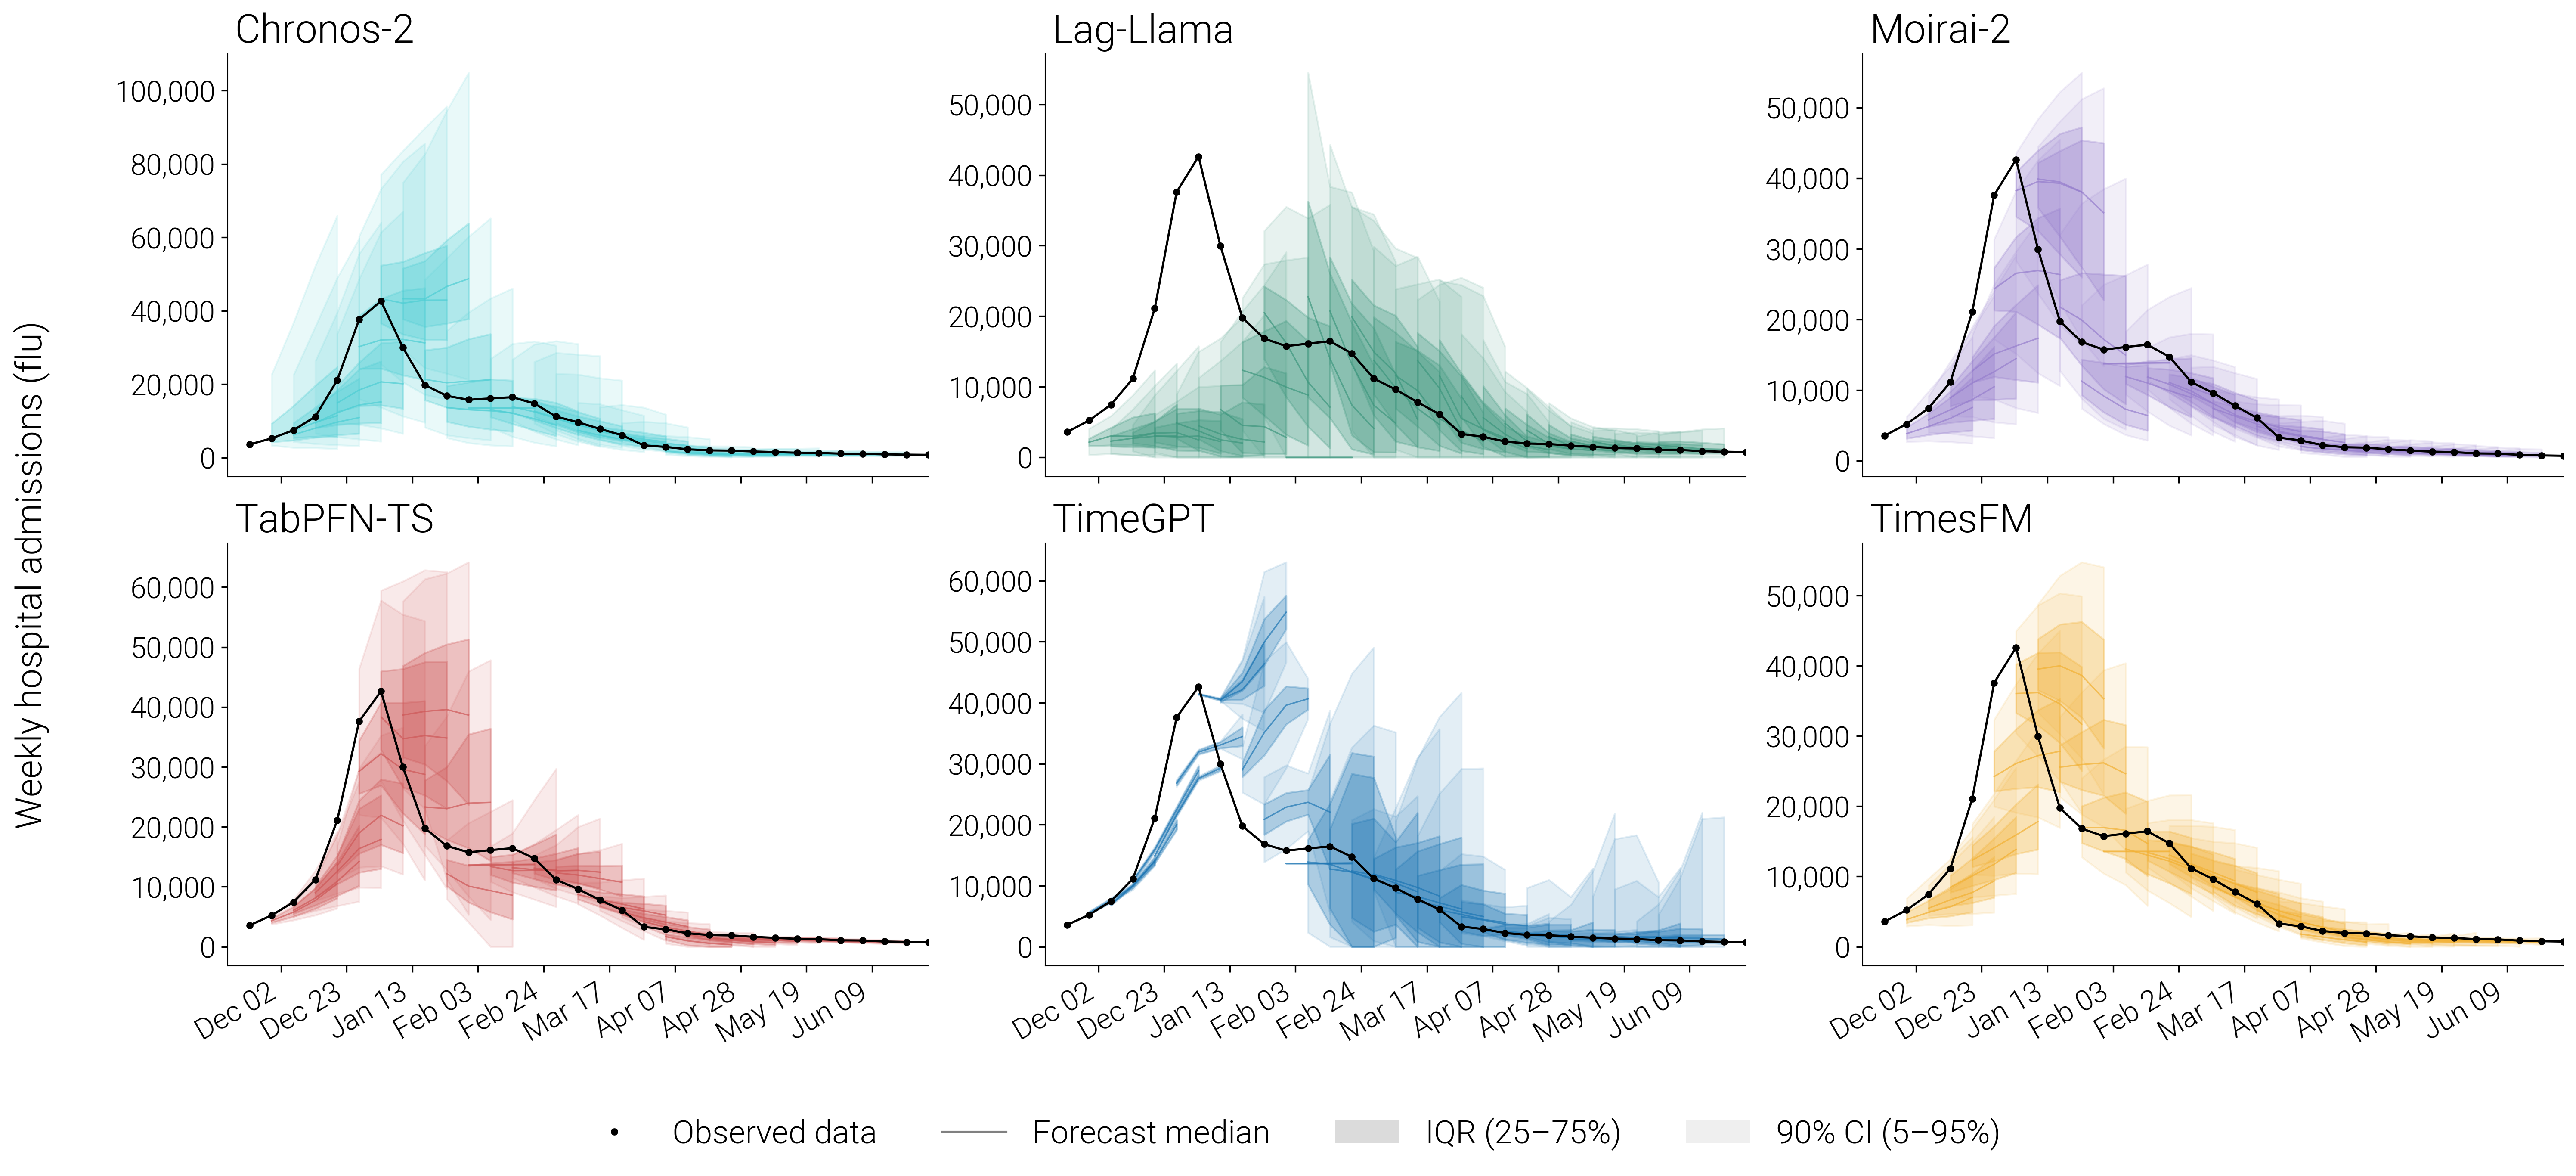 Chronos-2
Lag-Llama
Moirai-2
100,000
80,000
60,000
40,000
20,000
0
50,000
40,000
30,000
20,000
10,000
0
50,000
40,000
30,000
20,000
10,000
0
Weekly hospital admissions (flu)
TabPFN-TS
TimeGPT
TimesFM
60,000
50,000
40,000
30,000
20,000
10,000
0
60,000
50,000
40,000
30,000
20,000
10,000
0
50,000
40,000
30,000
20,000
10,000
0
Dec 02
Dec 23
Jan 13
Feb 03
Feb 24
Mar 17
Apr 07
Apr 28
May 19
Jun 09
Dec 02
Dec 23
Jan 13
Feb 03
Feb 24
Mar 17
Apr 07
Apr 28
May 19
Jun 09
Dec 02
Dec 23
Jan 13
Feb 03
Feb 24
Mar 17
Apr 07
Apr 28
May 19
Jun 09
Observed data
Forecast median
IQR (25–75%)
90% CI (5–95%)